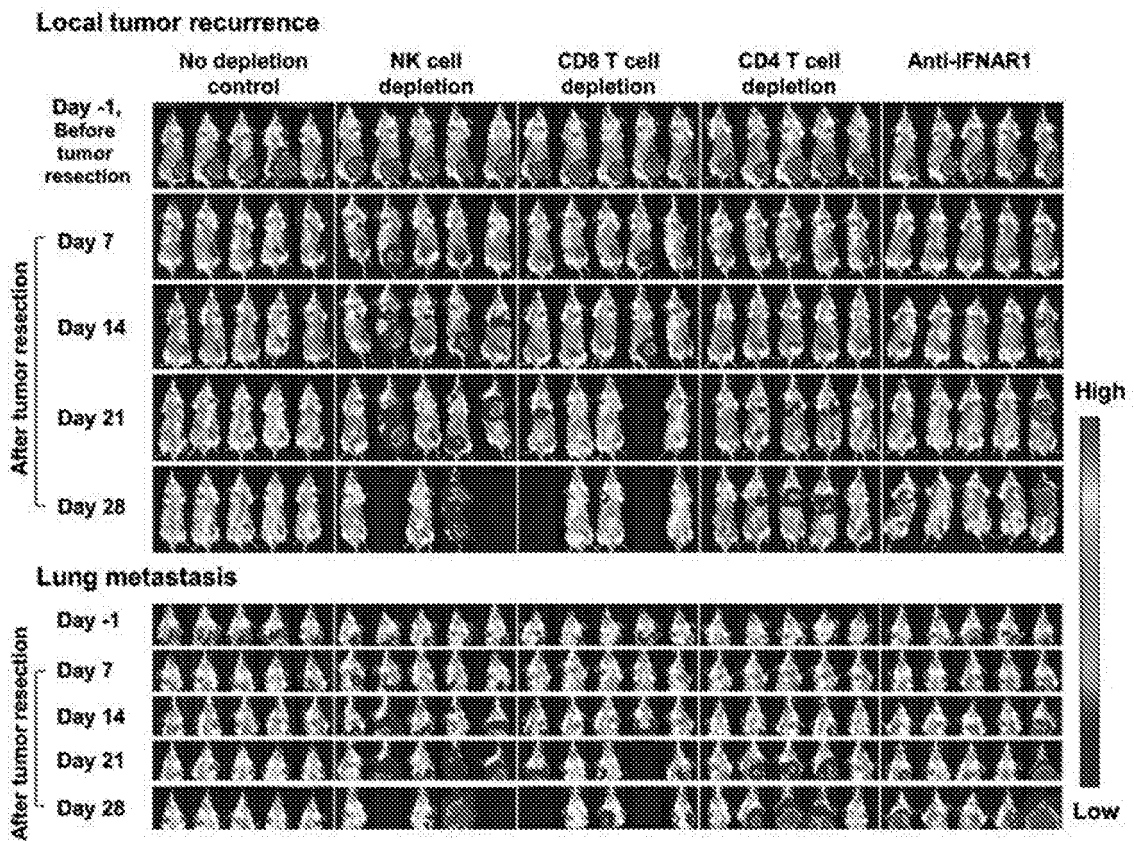 Local tumor recurrence
No depletion
control
NK cell
depletion
CD8 T cell
depletion
CD4 T cell
depletion
Anti-IFNAR1
Day -1,
Before
tumor
resection
After tumor resection
Day 7
Day 14
Day 21
Day 28
High
Low
Lung metastasis
Day -1
After tumor resection
Day 7
Day 14
Day 21
Day 28